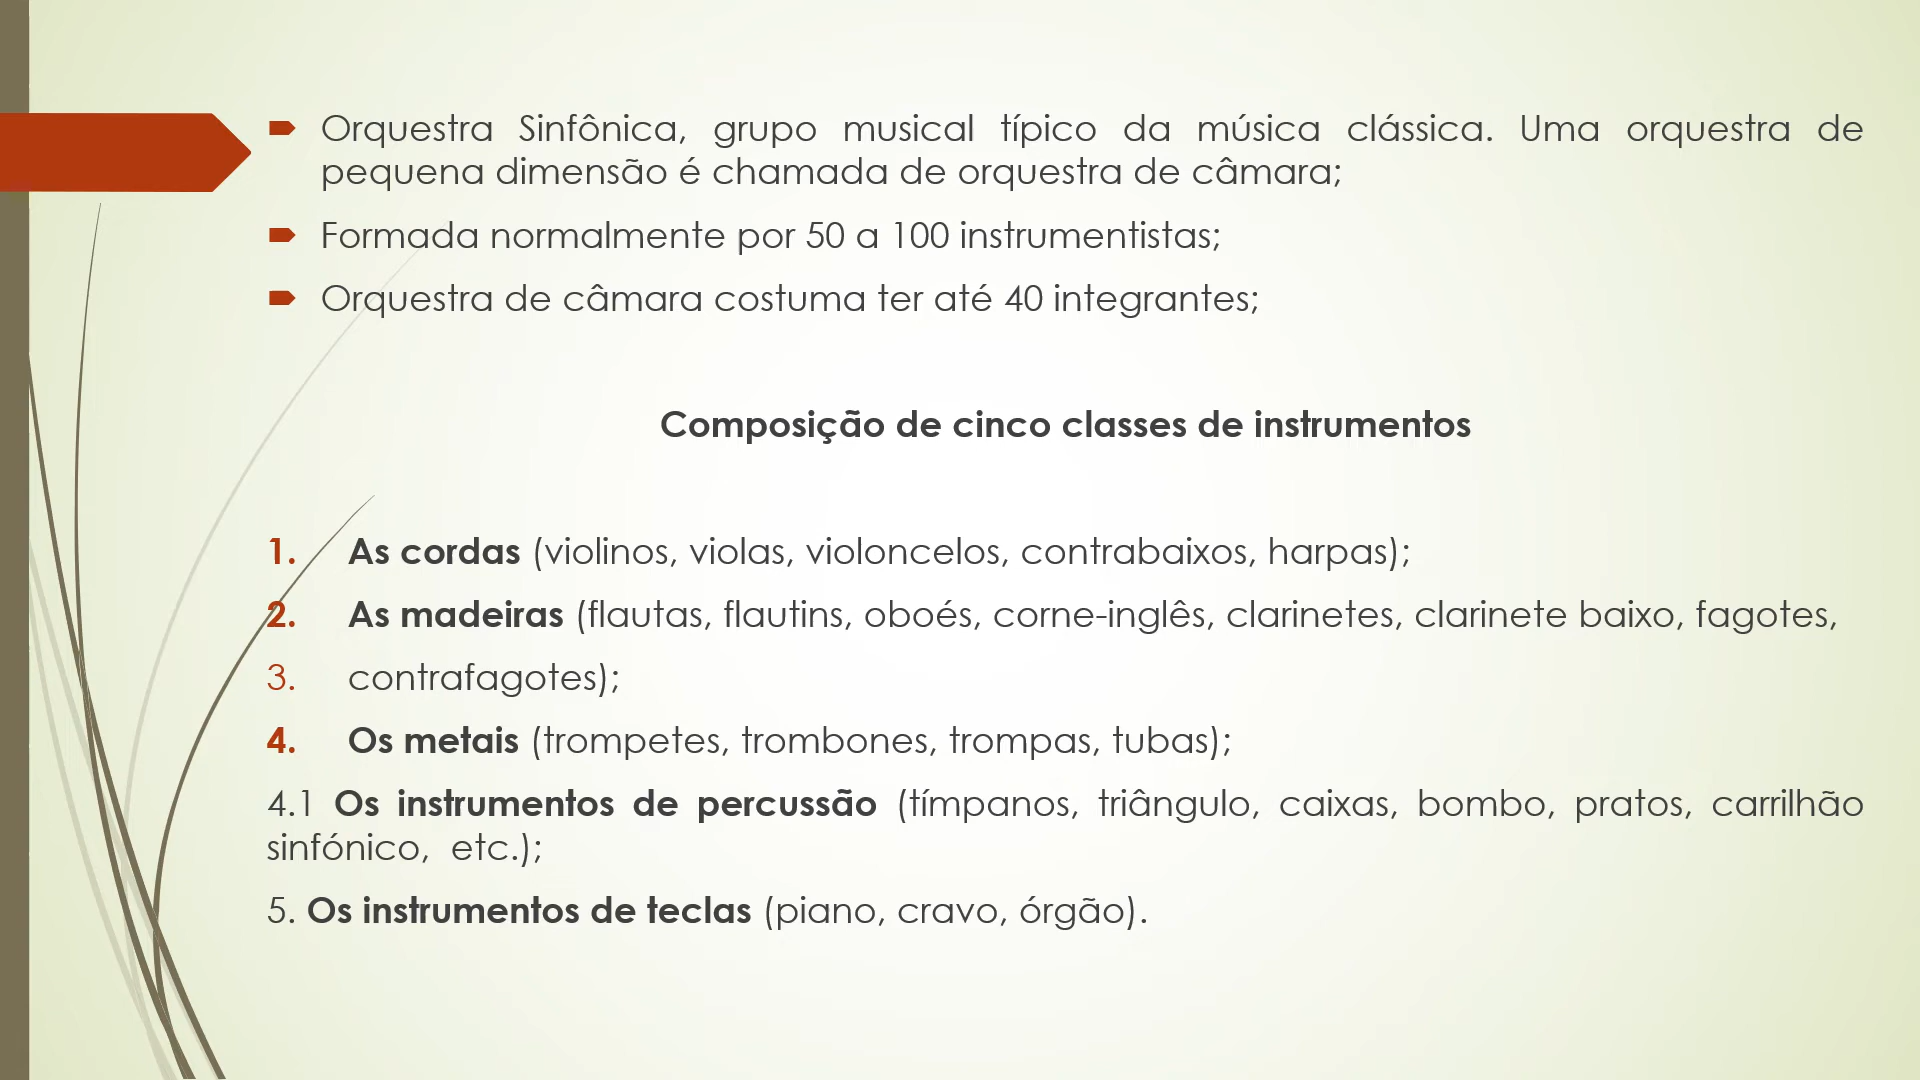 Orquestra Sinfônica, grupo musical típico da música clássica. Uma orquestra de
pequena dimensão é chamada de orquestra de câmara;
Formada normalmente por 50 a 100 instrumentistas;
Orquestra de câmara costuma ter até 40 integrantes;
Composição de cinco classes de instrumentos
1. As cordas (violinos, violas, violoncelos, contrabaixos, harpas);
2. As madeiras (flautas, flautins, oboés, corne-inglês, clarinetes, clarinete baixo, fagotes,
3. contrafagotes);
4. Os metais (trompetes, trombones, trompas, tubas);
4.1 Os instrumentos de percussão (tímpanos, triângulo, caixas, bombo, pratos, carrilhão
sinfónico, etc.);
5. Os instrumentos de teclas (piano, cravo, órgão).